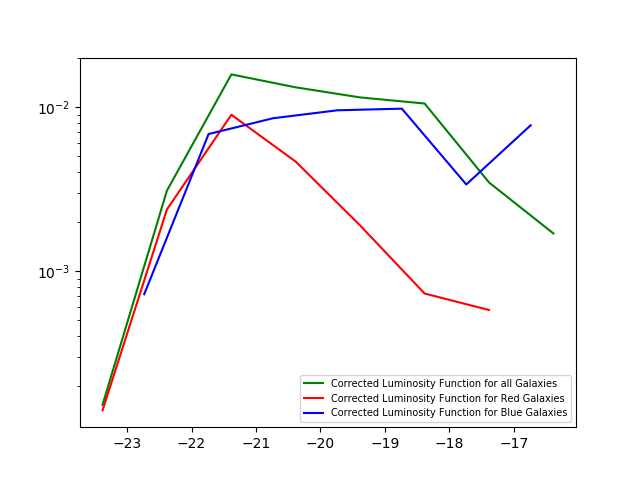 10⁻²
10⁻³
−23 −22 −21 −20 −19 −18 −17
Corrected Luminosity Function for all Galaxies
Corrected Luminosity Function for Red Galaxies
Corrected Luminosity Function for Blue Galaxies